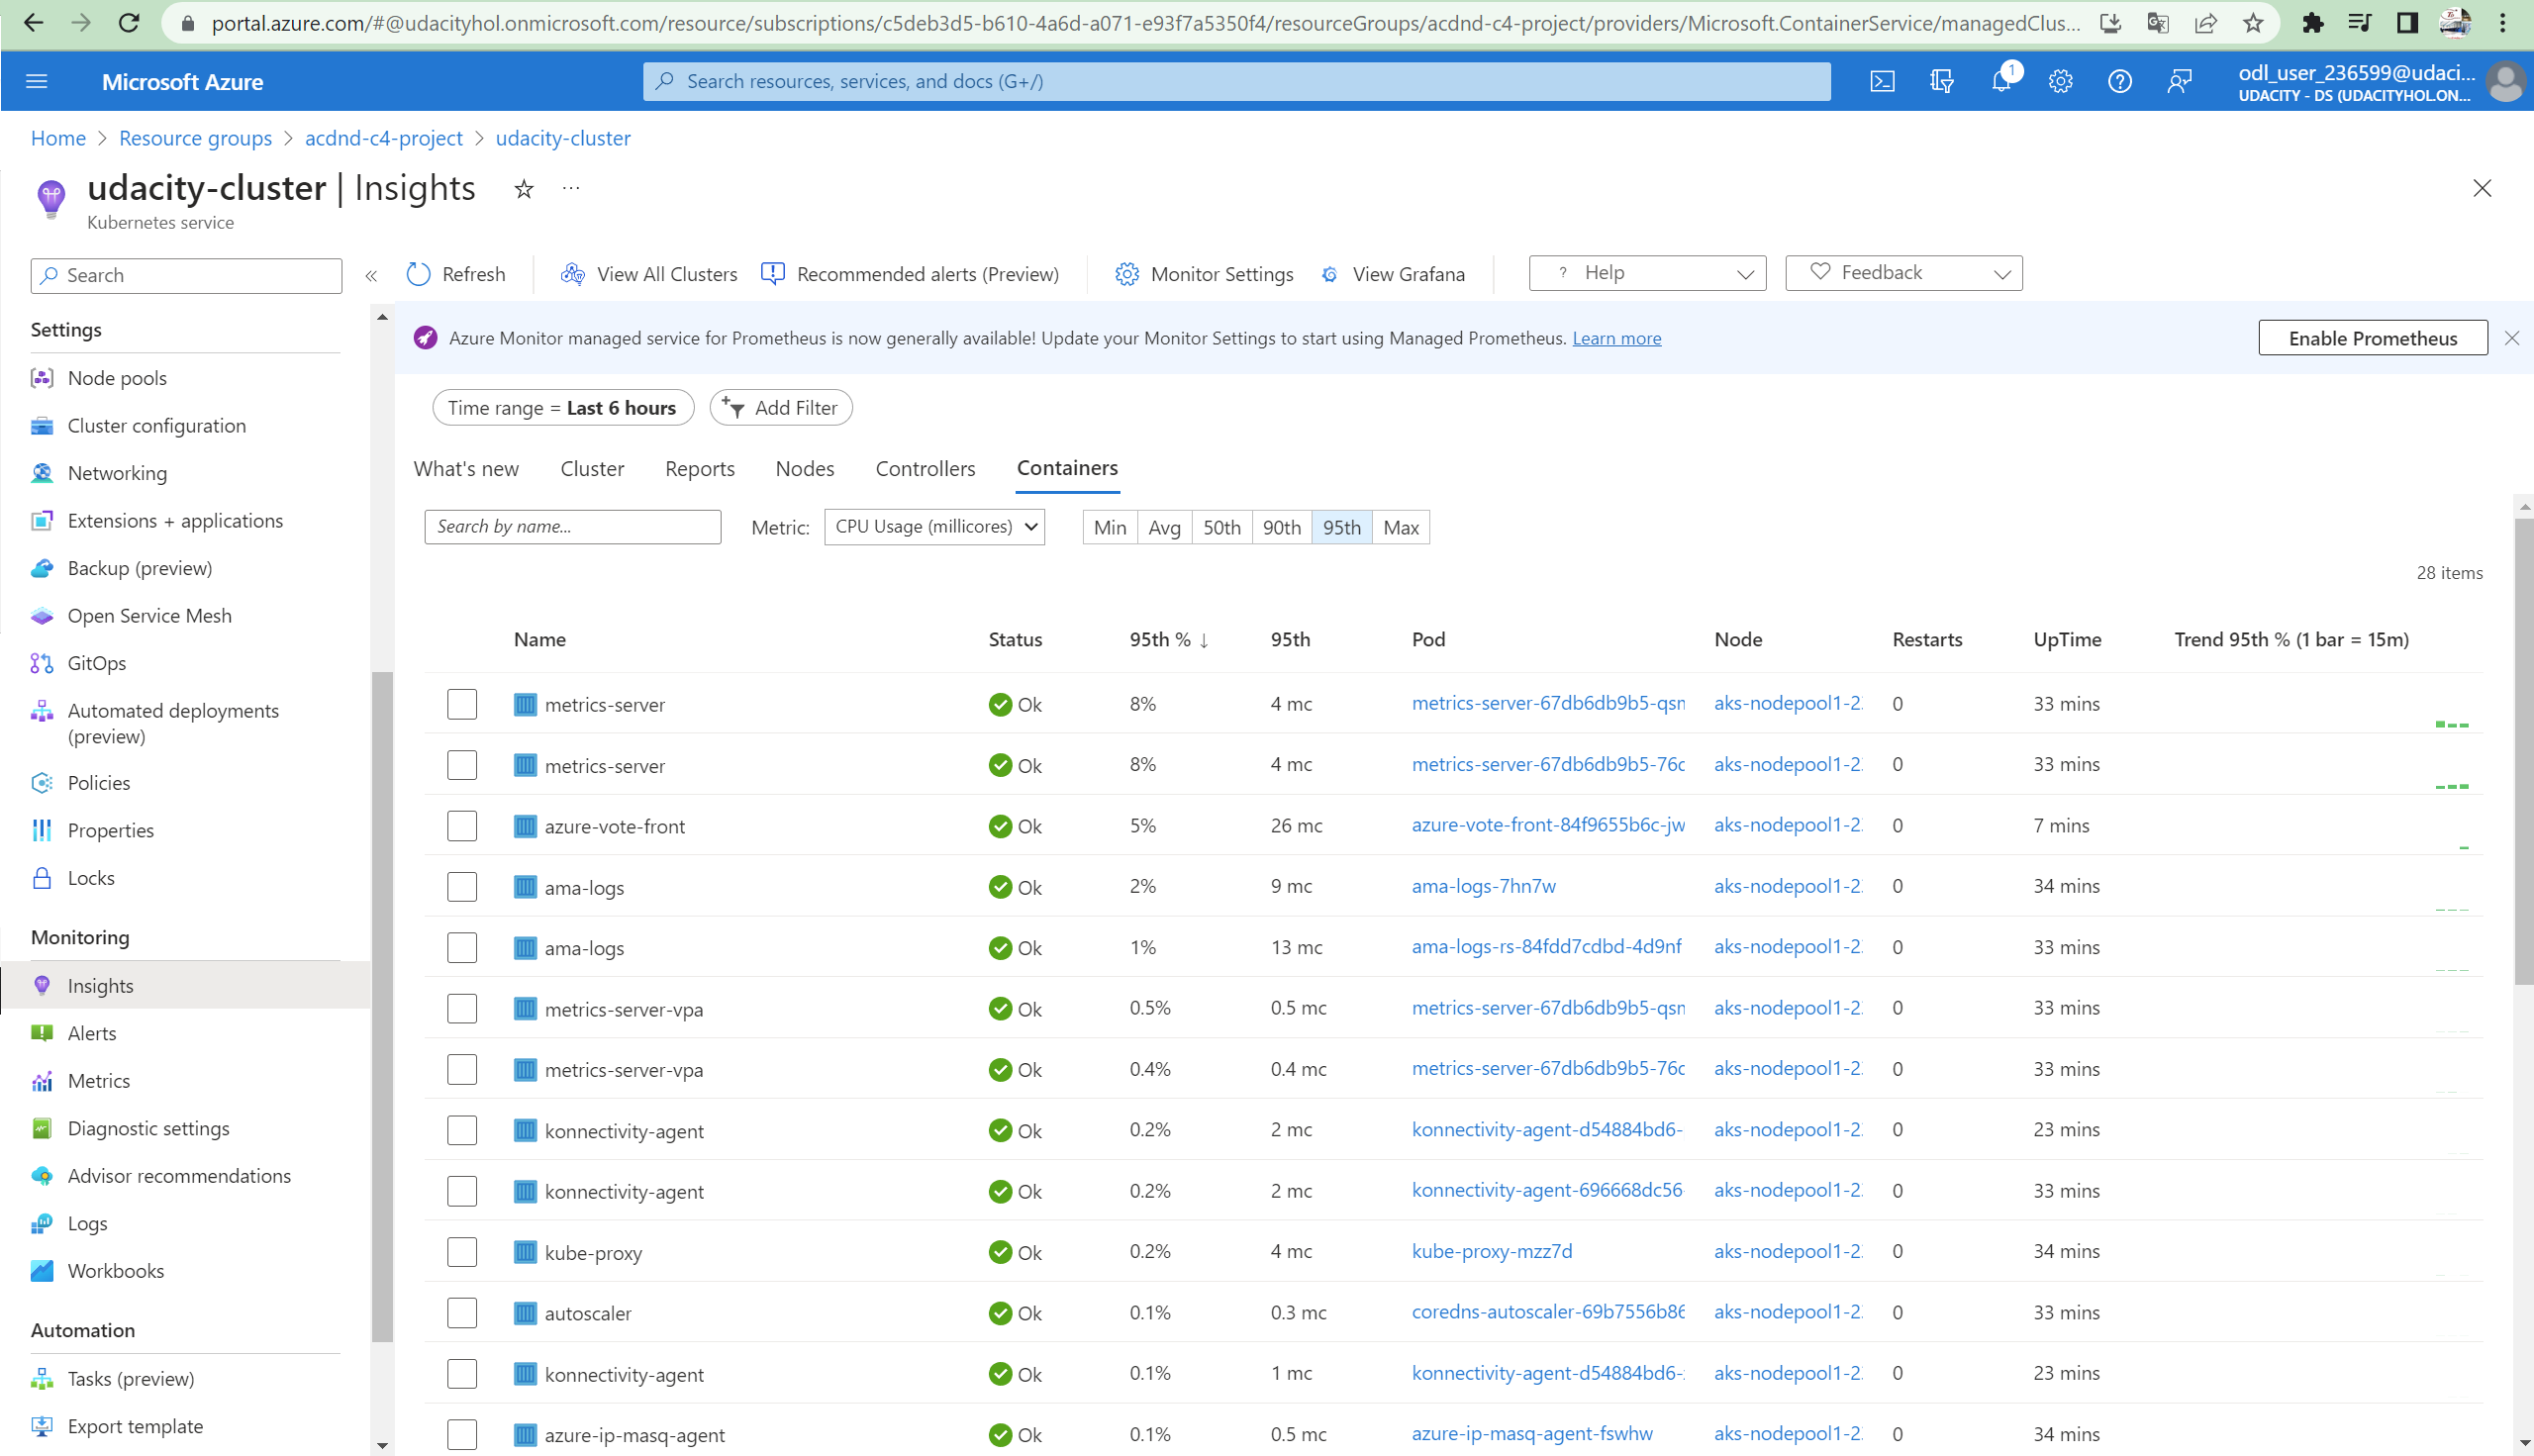 portal.azure.com/#@udacityhol.onmicrosoft.com/resource/subscriptions/c5deb3d5-b610-4a6d-a071-e93f7a5350f4/resourceGroups/acdnd-c4-project/providers/Microsoft.ContainerService/managedClus...
Microsoft Azure
Search resources, services, and docs (G+/)
1
odl_user_236599@udaci...
UDACITY - DS (UDACITYHOL.ON...
Home > Resource groups > acdnd-c4-project > udacity-cluster
udacity-cluster | Insights
Kubernetes service
Search
Refresh
View All Clusters
Recommended alerts (Preview)
Monitor Settings
View Grafana
? Help
Feedback
Settings
Node pools
Cluster configuration
Networking
Extensions + applications
Backup (preview)
Open Service Mesh
GitOps
Automated deployments
(preview)
Policies
Properties
Locks
Monitoring
Insights
Alerts
Metrics
Diagnostic settings
Advisor recommendations
Logs
Workbooks
Automation
Tasks (preview)
Export template
Azure Monitor managed service for Prometheus is now generally available! Update your Monitor Settings to start using Managed Prometheus. Learn more
Enable Prometheus
Time range = Last 6 hours
Add Filter
What's new Cluster Reports Nodes Controllers Containers
Search by name...
Metric: CPU Usage (millicores)
Min Avg 50th 90th 95th Max
28 items
Name Status 95th % ↓ 95th Pod Node Restarts UpTime Trend 95th % (1 bar = 15m)
metrics-server Ok 8% 4 mc metrics-server-67db6db9b5-qsn aks-nodepool1-2 0 33 mins
metrics-server Ok 8% 4 mc metrics-server-67db6db9b5-76c aks-nodepool1-2 0 33 mins
azure-vote-front Ok 5% 26 mc azure-vote-front-84f9655b6c-jw aks-nodepool1-2 0 7 mins
ama-logs Ok 2% 9 mc ama-logs-7hn7w aks-nodepool1-2 0 34 mins
ama-logs Ok 1% 13 mc ama-logs-rs-84fdd7cdbd-4d9nf aks-nodepool1-2 0 33 mins
metrics-server-vpa Ok 0.5% 0.5 mc metrics-server-67db6db9b5-qsn aks-nodepool1-2 0 33 mins
metrics-server-vpa Ok 0.4% 0.4 mc metrics-server-67db6db9b5-76c aks-nodepool1-2 0 33 mins
konnectivity-agent Ok 0.2% 2 mc konnectivity-agent-d54884bd6- aks-nodepool1-2 0 23 mins
konnectivity-agent Ok 0.2% 2 mc konnectivity-agent-696668dc56- aks-nodepool1-2 0 33 mins
kube-proxy Ok 0.2% 4 mc kube-proxy-mzz7d aks-nodepool1-2 0 34 mins
autoscaler Ok 0.1% 0.3 mc coredns-autoscaler-69b7556b86 aks-nodepool1-2 0 33 mins
konnectivity-agent Ok 0.1% 1 mc konnectivity-agent-d54884bd6- aks-nodepool1-2 0 23 mins
azure-ip-masq-agent Ok 0.1% 0.5 mc azure-ip-masq-agent-fswhw aks-nodepool1-2 0 34 mins